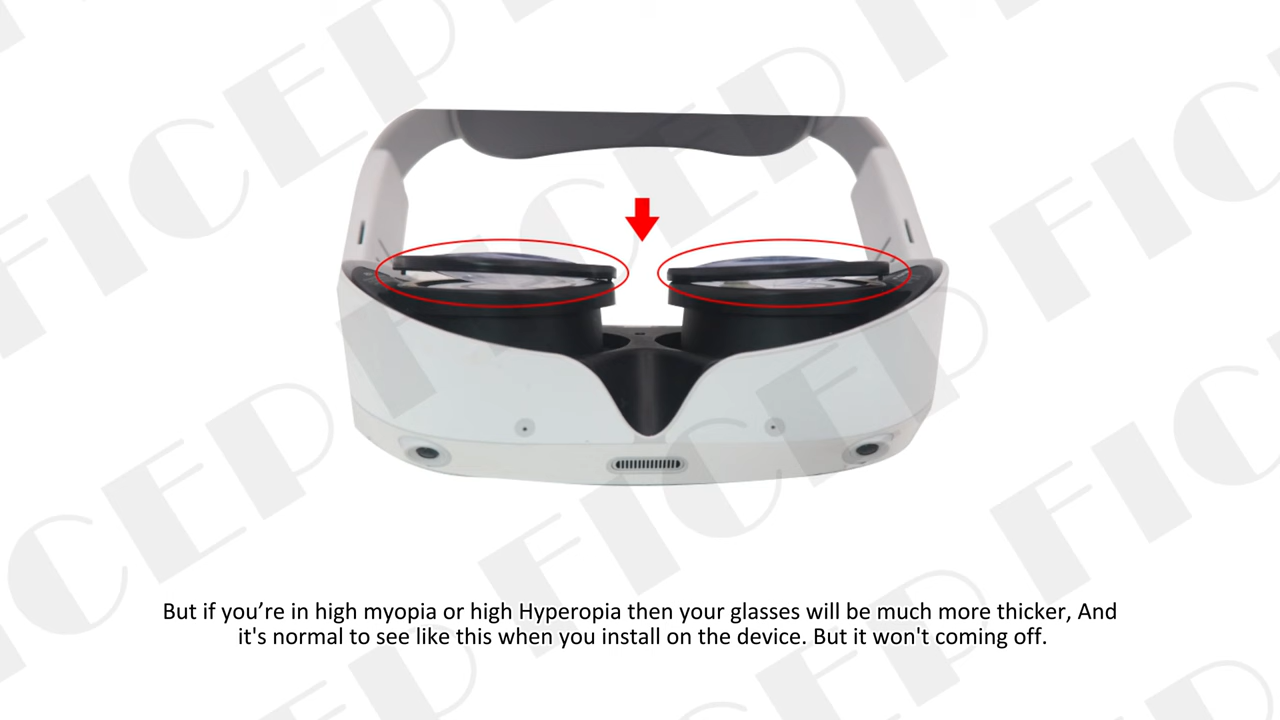 FICEP
But if you’re in high myopia or high Hyperopia then your glasses will be much more thicker, And
it's normal to see like this when you install on the device. But it won't coming off.